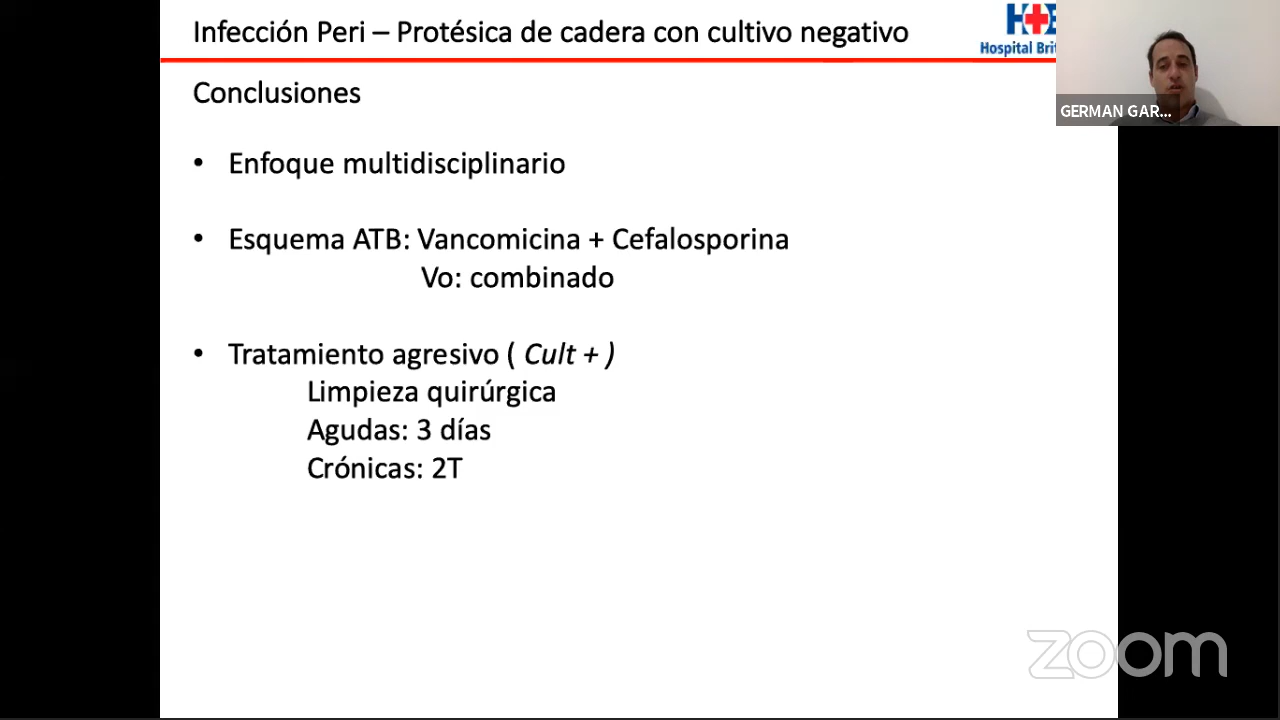 Infección Peri – Protésica de cadera con cultivo negativo
Hospital Brit
GERMAN GAR...
Conclusiones
• Enfoque multidisciplinario
• Esquema ATB: Vancomicina + Cefalosporina
Vo: combinado
• Tratamiento agresivo ( Cult + )
Limpieza quirúrgica
Agudas: 3 días
Crónicas: 2T
zoom